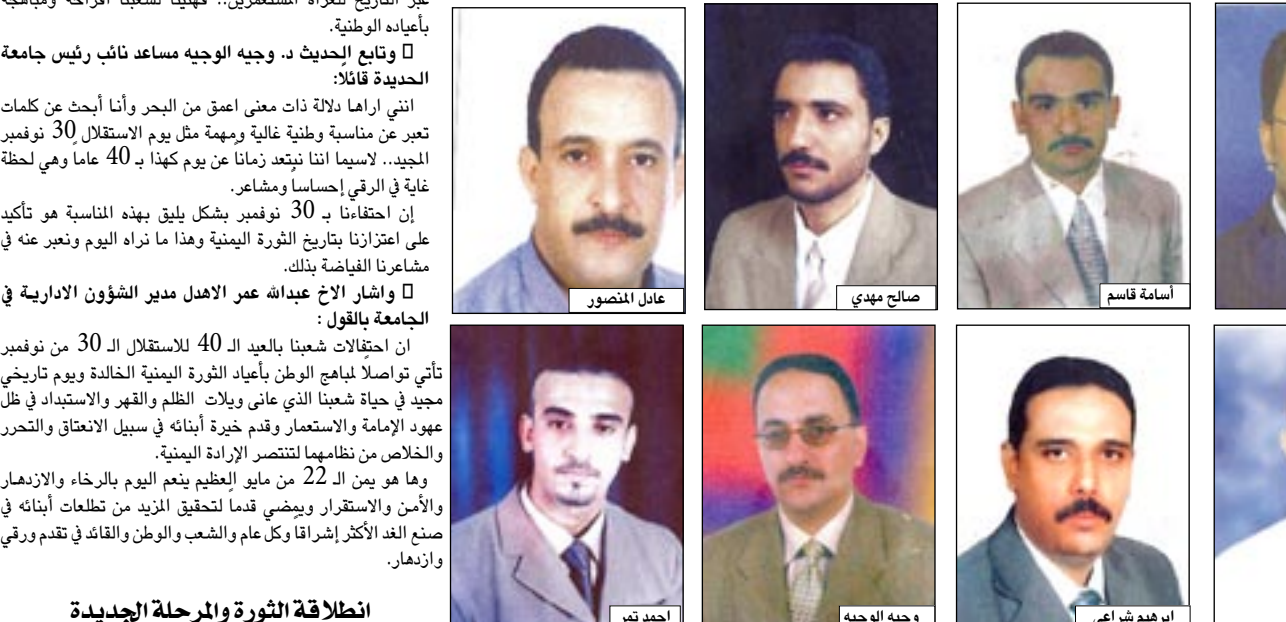 عبر التاريخ للغزاة المستعمرين.. فهنيئاً لشعبنا أفراحه ومباهجه
بأعياده الوطنية.
وتابع الحديث د. وجيه الوجيه مساعد نائب رئيس جامعة
الحديدة قائلاً:
انني اراها دلالة ذات معنى اعمق من البحر وأنا أبحث عن كلمات
تعبر عن مناسبة وطنية غالية ومهمة مثل يوم الاستقلال 30 نوفمبر
المجيد.. لاسيما اننا نبتعد زماناً عن يوم كهذا بـ 40 عاماً وهي لحظة
غاية في الرقي إحساساً ومشاعر.
إن احتفاءنا بـ 30 نوفمبر بشكل يليق بهذه المناسبة هو تأكيد
على اعتزازنا بتاريخ الثورة اليمنية وهذا ما نراه اليوم ونعبر عنه في
مشاعرنا الفياضة بذلك.
واشار الاخ عبدالله عمر الاهدل مدير الشؤون الادارية في
الجامعة بالقول :
ان احتفالات شعبنا بالعيد الـ 40 للاستقلال الـ 30 من نوفمبر
تأتي تواصلاً لمباهج الوطن بأعياد الثورة اليمنية الخالدة ويوم تاريخي
مجيد في حياة شعبنا الذي عانى ويلات الظلم والقهر والاستبداد في ظل
عهود الإمامة والاستعمار وقدم خيرة أبنائه في سبيل الانعتاق والتحرر
والخلاص من نظامهما لتنتصر الإرادة اليمنية.
وها هو يمن الـ 22 من مايو العظيم ينعم اليوم بالرخاء والازدهار
والأمن والاستقرار ويمضي قدماً لتحقيق المزيد من تطلعات أبنائه في
صنع الغد الأكثر إشراقاً وكل عام والشعب والوطن والقائد في تقدم ورقي
وازدهار.
انطلاقة الثورة والمرحلة الجديدة
أسامة قاسم
صالح مهدي
عادل المنصور
ابرهيم شراعي
وجيه الوجيه
احمد تمر